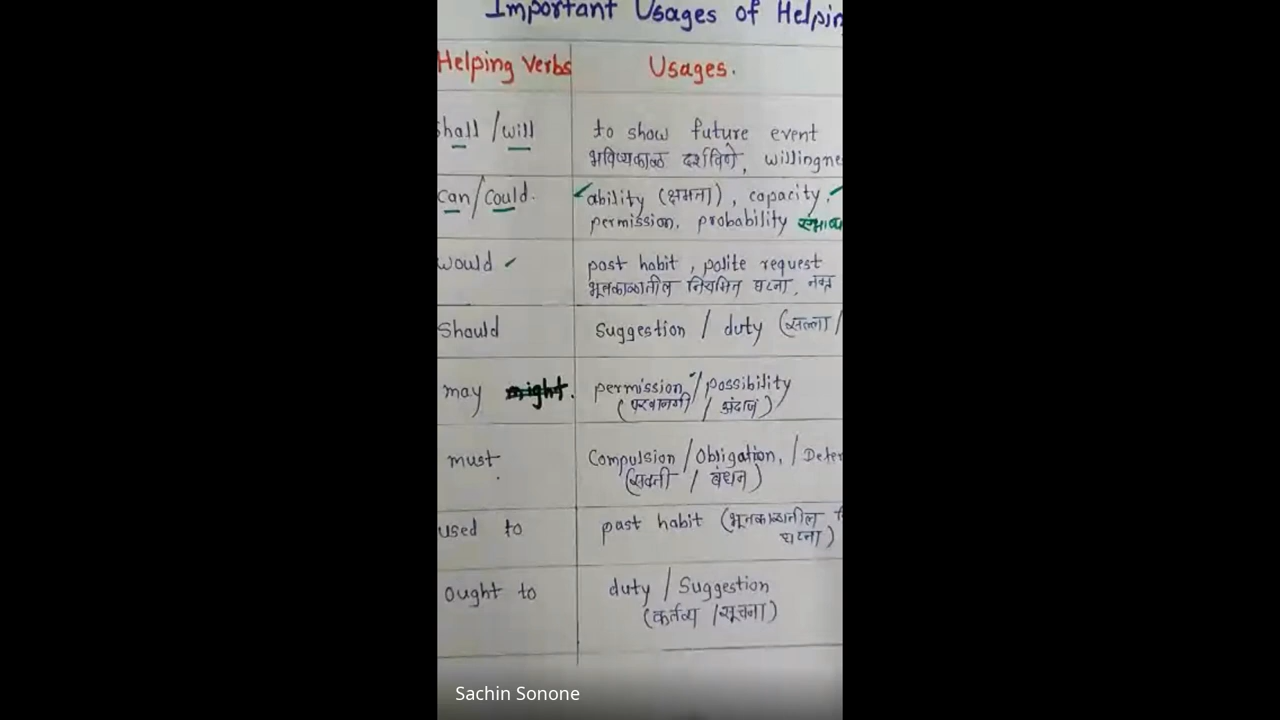 Important Usages of Helpin
Helping Verbs Usages.
Shall / will to show future event
भविष्यकाळ दर्शविणे, willingne
can/could. ability (क्षमता), capacity,
permission. probability संभाव्य
would past habit, polite request
भूतकाळातील नियमित घटना, नम्र
Should Suggestion / duty (सल्ला /
may might. permission / possibility
(परवानगी / अंदाज)
must Compulsion / Obligation, / Deter
(सक्ती / बंधन)
used to past habit (भूतकाळातील
घटना)
ought to duty / Suggestion
(कर्तव्य / सूचना)
Sachin Sonone